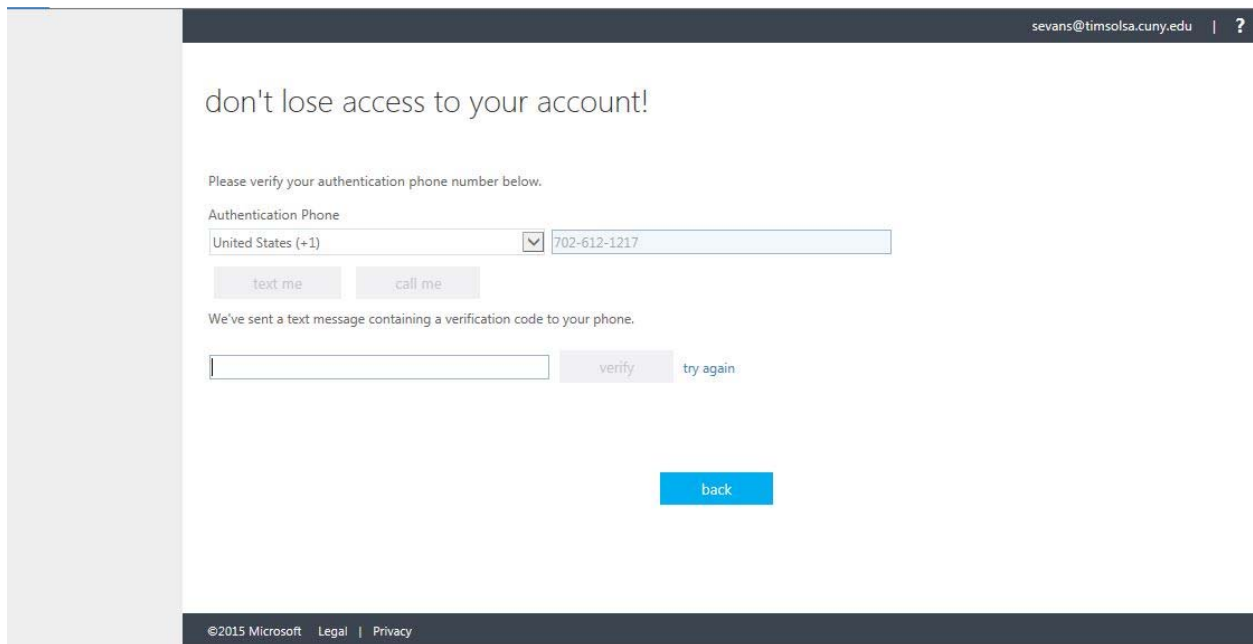 sevans@timsolsa.cuny.edu | ?
don't lose access to your account!
Please verify your authentication phone number below.
Authentication Phone
United States (+1) 702-612-1217
text me call me
We've sent a text message containing a verification code to your phone.
verify try again
back
©2015 Microsoft Legal | Privacy